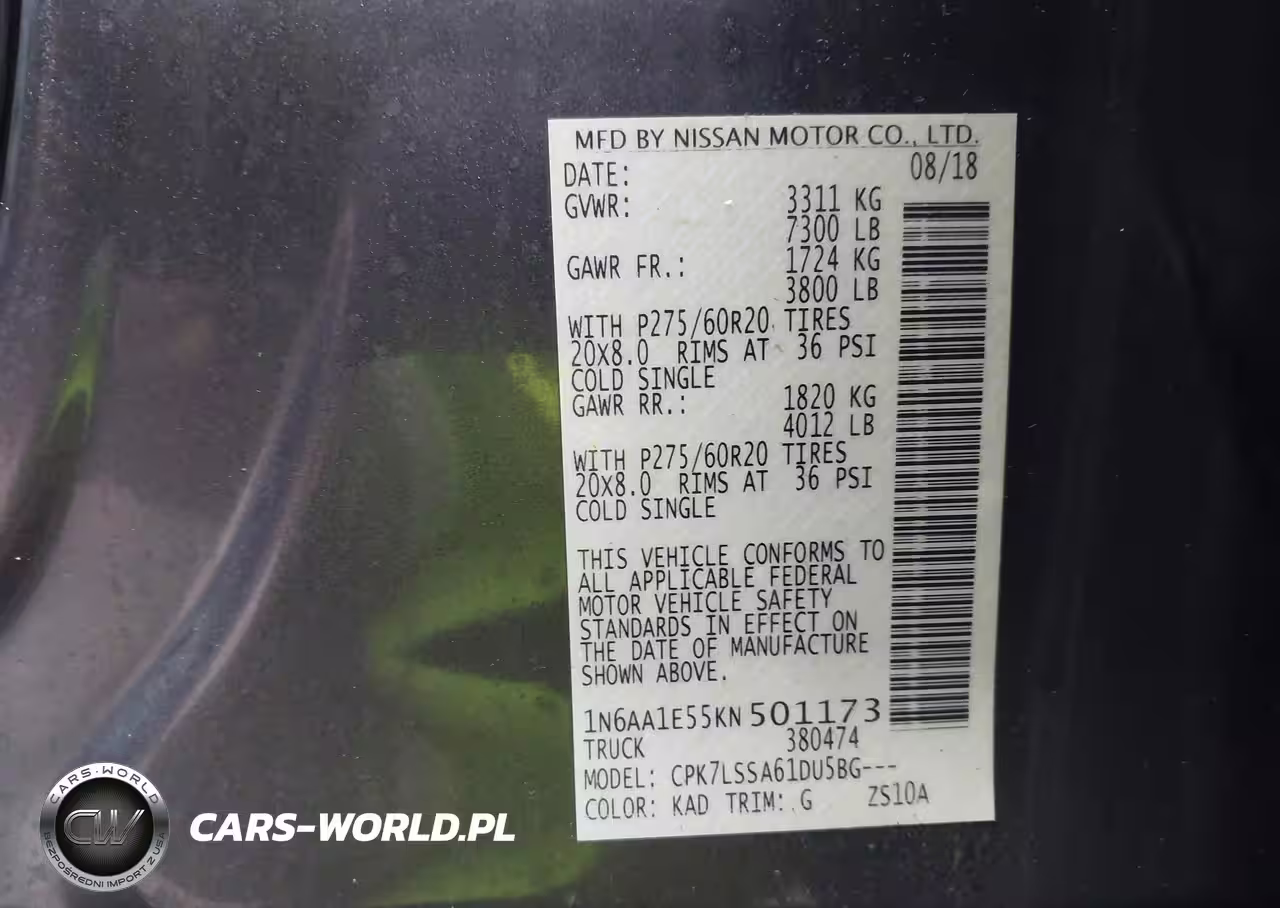 MFD BY NISSAN MOTOR CO., LTD.
DATE: 08/18
GVWR: 3311 KG
7300 LB
GAWR FR.: 1724 KG
3800 LB
WITH P275/60R20 TIRES
20X8.0 RIMS AT 36 PSI
COLD SINGLE
GAWR RR.: 1820 KG
4012 LB
WITH P275/60R20 TIRES
20X8.0 RIMS AT 36 PSI
COLD SINGLE
THIS VEHICLE CONFORMS TO
ALL APPLICABLE FEDERAL
MOTOR VEHICLE SAFETY
STANDARDS IN EFFECT ON
THE DATE OF MANUFACTURE
SHOWN ABOVE.
1N6AA1E55KN501173
TRUCK 380474
MODEL: CPK7LSSA61DU5BG---
COLOR: KAD TRIM: G ZS10A
CARS-WORLD
CW
BEZPOŚREDNI IMPORT Z USA
CARS-WORLD.PL